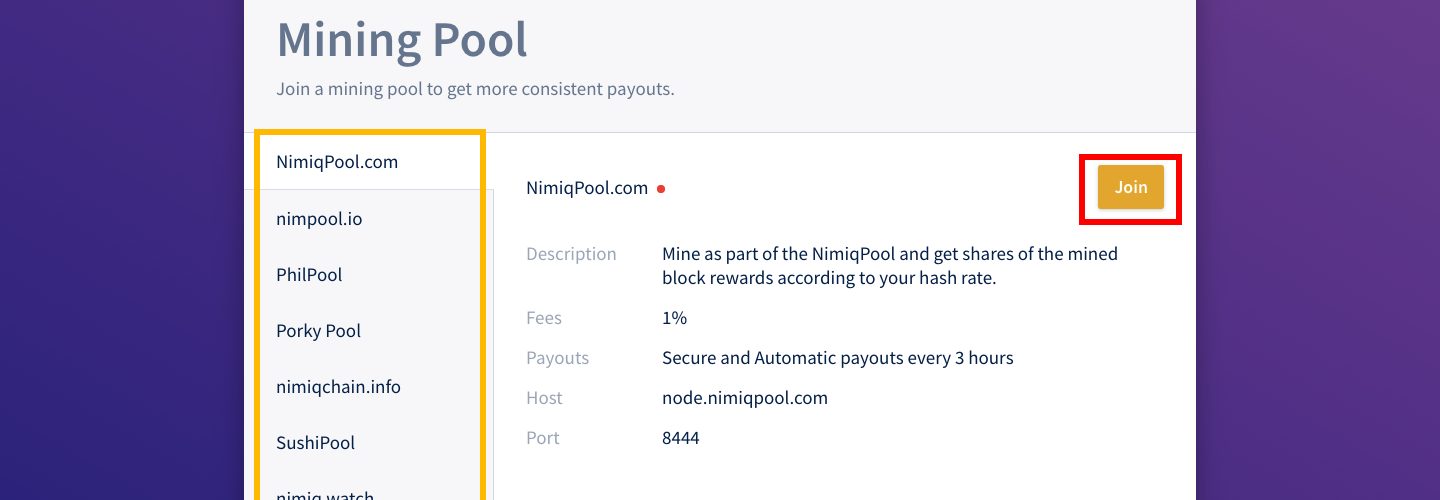 Mining Pool
Join a mining pool to get more consistent payouts.
NimiqPool.com
nimpool.io
PhilPool
Porky Pool
nimiqchain.info
SushiPool
nimiq.watch
NimiqPool.com
Join
Description
Mine as part of the NimiqPool and get shares of the mined
block rewards according to your hash rate.
Fees
1%
Payouts
Secure and Automatic payouts every 3 hours
Host
node.nimiqpool.com
Port
8444